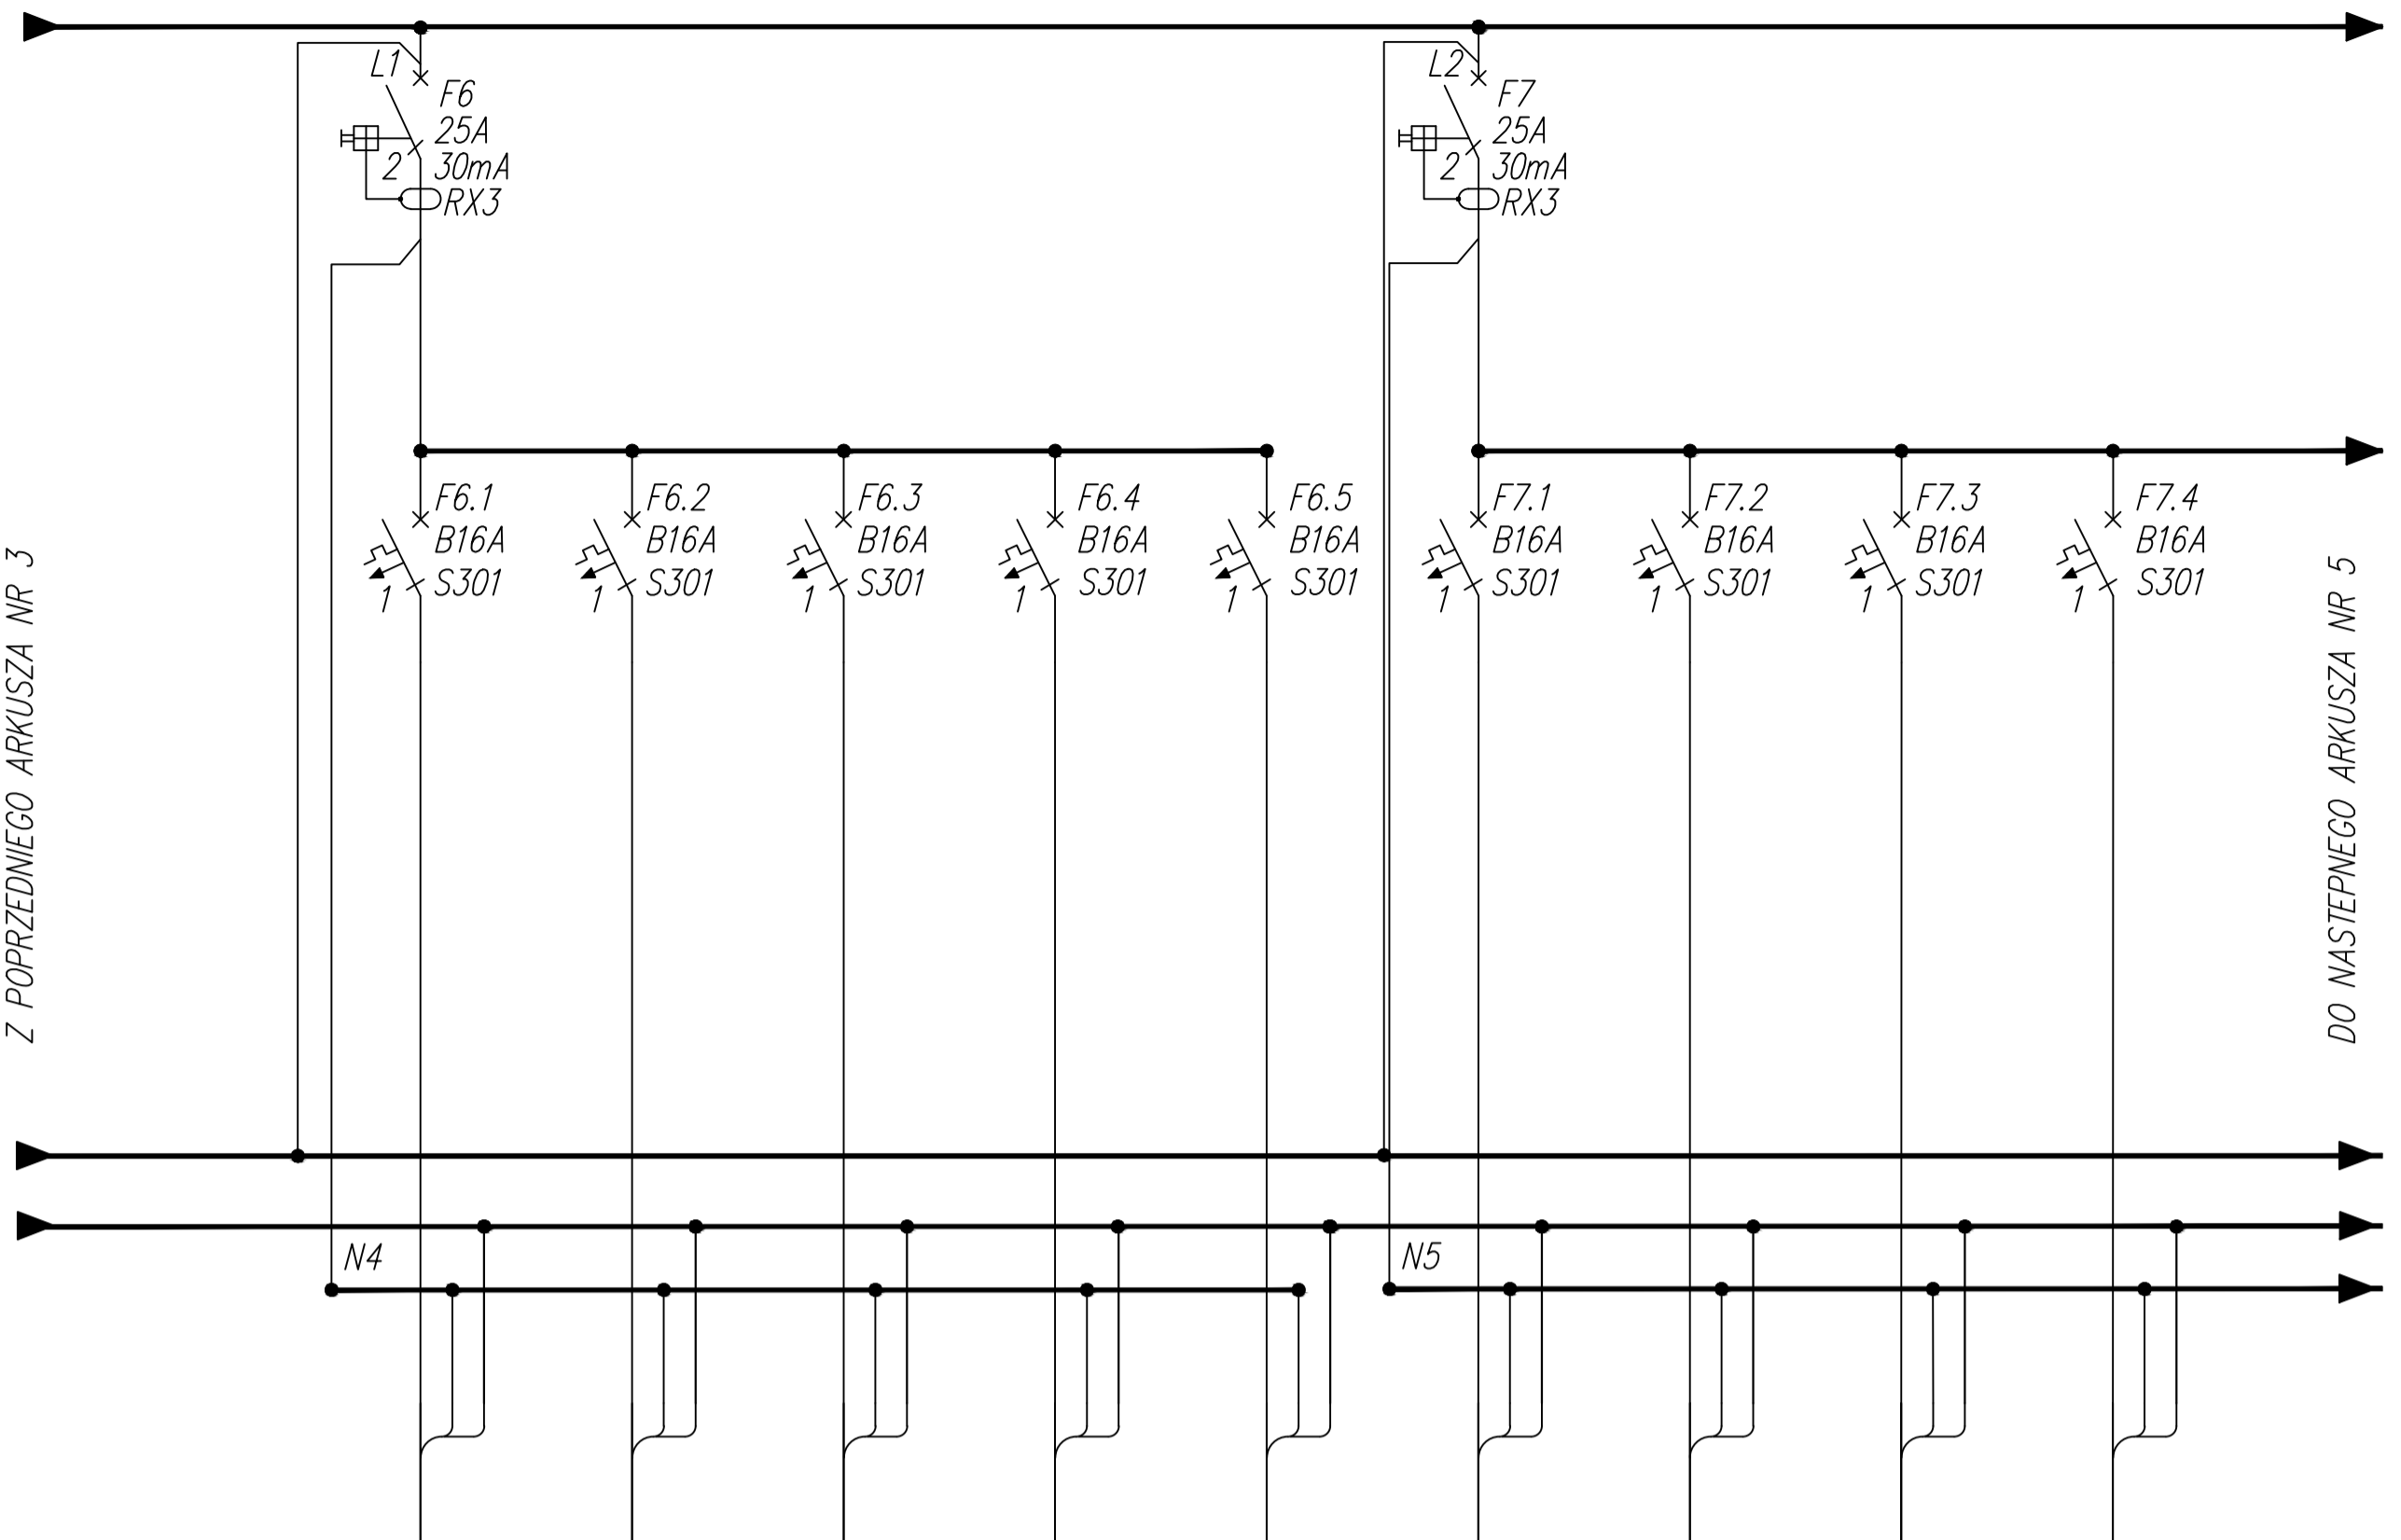 L1
F6
25A
2 30mA
RX3
L2
F7
25A
2 30mA
RX3
F6.1
B16A
S301
1
F6.2
B16A
S301
1
F6.3
B16A
S301
1
F6.4
B16A
S301
1
F6.5
B16A
S301
1
F7.1
B16A
S301
1
F7.2
B16A
S301
1
F7.3
B16A
S301
1
F7.4
B16A
S301
1
Z POPRZEDNIEGO ARKUSZA NR 3
DO NASTEPNEGO ARKUSZA NR 5
N4
N5